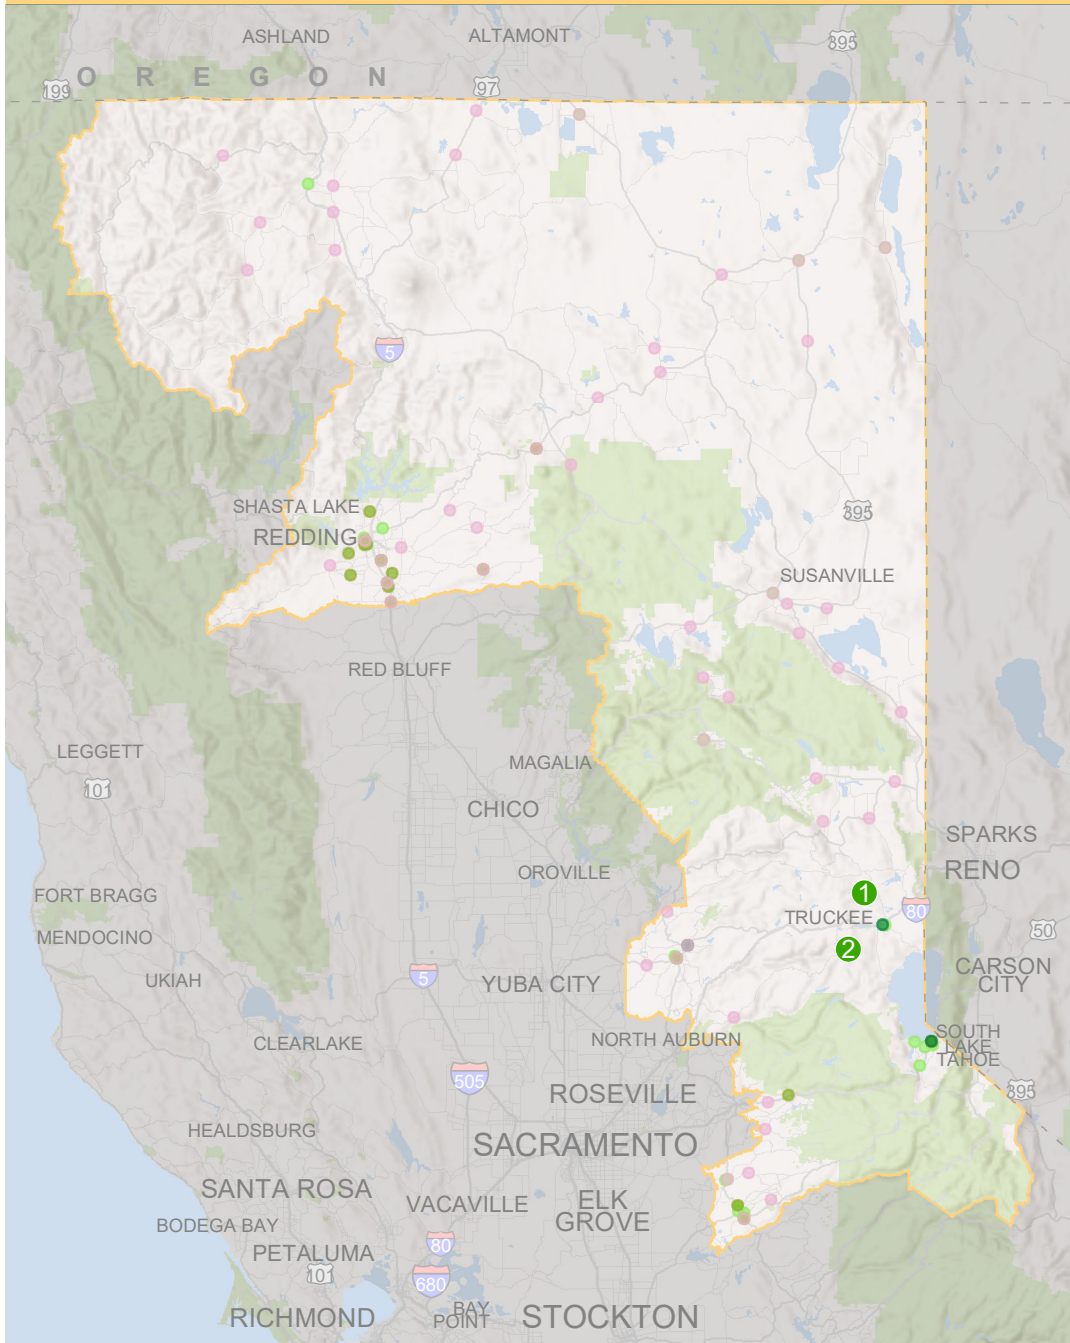 ASHLAND
ALTAMONT
395
O R E G O N
199
97
5
SHASTA LAKE
REDDING
395
SUSANVILLE
RED BLUFF
LEGGETT
101
MAGALIA
CHICO
SPARKS
RENO
OROVILLE
FORT BRAGG
1
80
TRUCKEE
50
MENDOCINO
2
UKIAH
5
YUBA CITY
CARSON
CITY
CLEARLAKE
NORTH AUBURN
SOUTH
LAKE
TAHOE
505
395
ROSEVILLE
HEALDSBURG
SACRAMENTO
SANTA ROSA
VACAVILLE
ELK
GROVE
BODEGA BAY
80
PETALUMA
101
680
RICHMOND
BAY
POINT
STOCKTON